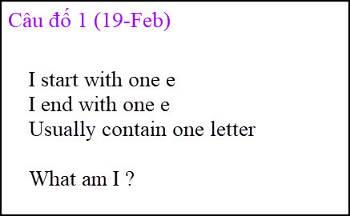 Câu đố 1 (19-Feb)
I start with one e
I end with one e
Usually contain one letter
What am I ?